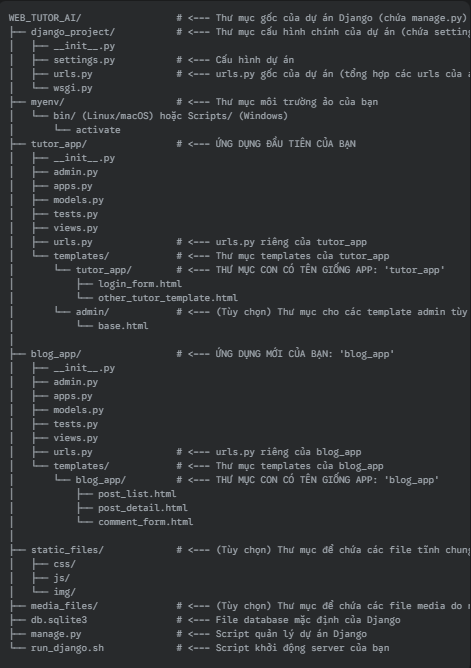 WEB_TUTOR_AI/ # <--- Thư mục gốc của dự án Django (chứa manage.py)
├── django_project/ # <--- Thư mục cấu hình chính của dự án (chứa setting
│   ├── __init__.py
│   ├── settings.py # <--- Cấu hình dự án
│   ├── urls.py # <--- urls.py gốc của dự án (tổng hợp các urls của
│   └── wsgi.py
├── myenv/ # <--- Thư mục môi trường ảo của bạn
│   └── bin/ (Linux/macOS) hoặc Scripts/ (Windows)
│       └── activate
├── tutor_app/ # <--- ỨNG DỤNG ĐẦU TIÊN CỦA BẠN
│   ├── __init__.py
│   ├── admin.py
│   ├── apps.py
│   ├── models.py
│   ├── tests.py
│   ├── views.py
│   ├── urls.py # <--- urls.py riêng của tutor_app
│   └── templates/ # <--- Thư mục templates của tutor_app
│       └── tutor_app/ # <--- THƯ MỤC CON CÓ TÊN GIỐNG APP: 'tutor_app'
│           ├── login_form.html
│           └── other_tutor_template.html
│       └── admin/ # <--- (Tùy chọn) Thư mục cho các template admin tùy
│           └── base.html
│
├── blog_app/ # <--- ỨNG DỤNG MỚI CỦA BẠN: 'blog_app'
│   ├── __init__.py
│   ├── admin.py
│   ├── apps.py
│   ├── models.py
│   ├── tests.py
│   ├── views.py
│   ├── urls.py # <--- urls.py riêng của blog_app
│   └── templates/ # <--- Thư mục templates của blog_app
│       └── blog_app/ # <--- THƯ MỤC CON CÓ TÊN GIỐNG APP: 'blog_app'
│           ├── post_list.html
│           ├── post_detail.html
│           └── comment_form.html
│
├── static_files/ # <--- (Tùy chọn) Thư mục để chứa các file tĩnh chung
│   ├── css/
│   ├── js/
│   └── img/
├── media_files/ # <--- (Tùy chọn) Thư mục để chứa các file media do
├── db.sqlite3 # <--- File database mặc định của Django
├── manage.py # <--- Script quản lý dự án Django
└── run_django.sh # <--- Script khởi động server của bạn